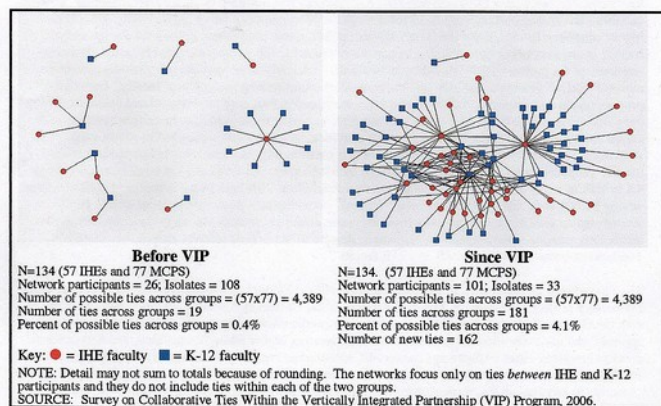 Before VIP
N=134 (57 IHEs and 77 MCPS)
Network participants = 26; Isolates = 108
Number of possible ties across groups = (57x77) = 4,389
Number of ties across groups = 19
Percent of possible ties across groups = 0.4%
Since VIP
N=134. (57 IHEs and 77 MCPS)
Network participants = 101; Isolates = 33
Number of possible ties across groups = (57x77) = 4,389
Number of ties across groups = 181
Percent of possible ties across groups = 4.1%
Number of new ties = 162
Key: = IHE faculty = K-12 faculty
NOTE: Detail may not sum to totals because of rounding. The networks focus only on ties between IHE and K-12
participants and they do not include ties within each of the two groups.
SOURCE: Survey on Collaborative Ties Within the Vertically Integrated Partnership (VIP) Program, 2006.